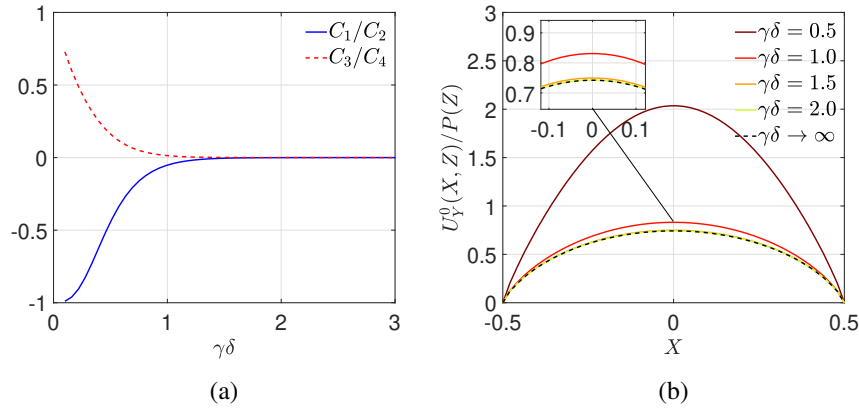 1
0.5
0
-0.5
-1
0
1
2
3
γδ
C₁/C₂
C₃/C₄
(a)
3
2.5
2
1.5
1
0.5
0
-0.5
0
0.5
X
U⁰_Y(X, Z)/P(Z)
0.9
0.8
0.7
-0.1
0
0.1
γδ = 0.5
γδ = 1.0
γδ = 1.5
γδ = 2.0
γδ → ∞
(b)